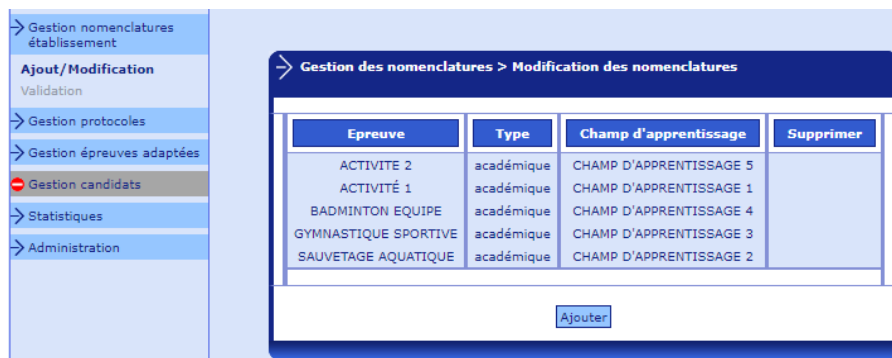 Gestion nomenclatures
établissement
Ajout/Modification
Validation
Gestion protocoles
Gestion épreuves adaptées
Gestion candidats
Statistiques
Administration
Gestion des nomenclatures > Modification des nomenclatures
Epreuve Type Champ d'apprentissage Supprimer
ACTIVITE 2 académique CHAMP D'APPRENTISSAGE 5
ACTIVITÉ 1 académique CHAMP D'APPRENTISSAGE 1
BADMINTON EQUIPE académique CHAMP D'APPRENTISSAGE 4
GYMNASTIQUE SPORTIVE académique CHAMP D'APPRENTISSAGE 3
SAUVETAGE AQUATIQUE académique CHAMP D'APPRENTISSAGE 2
Ajouter